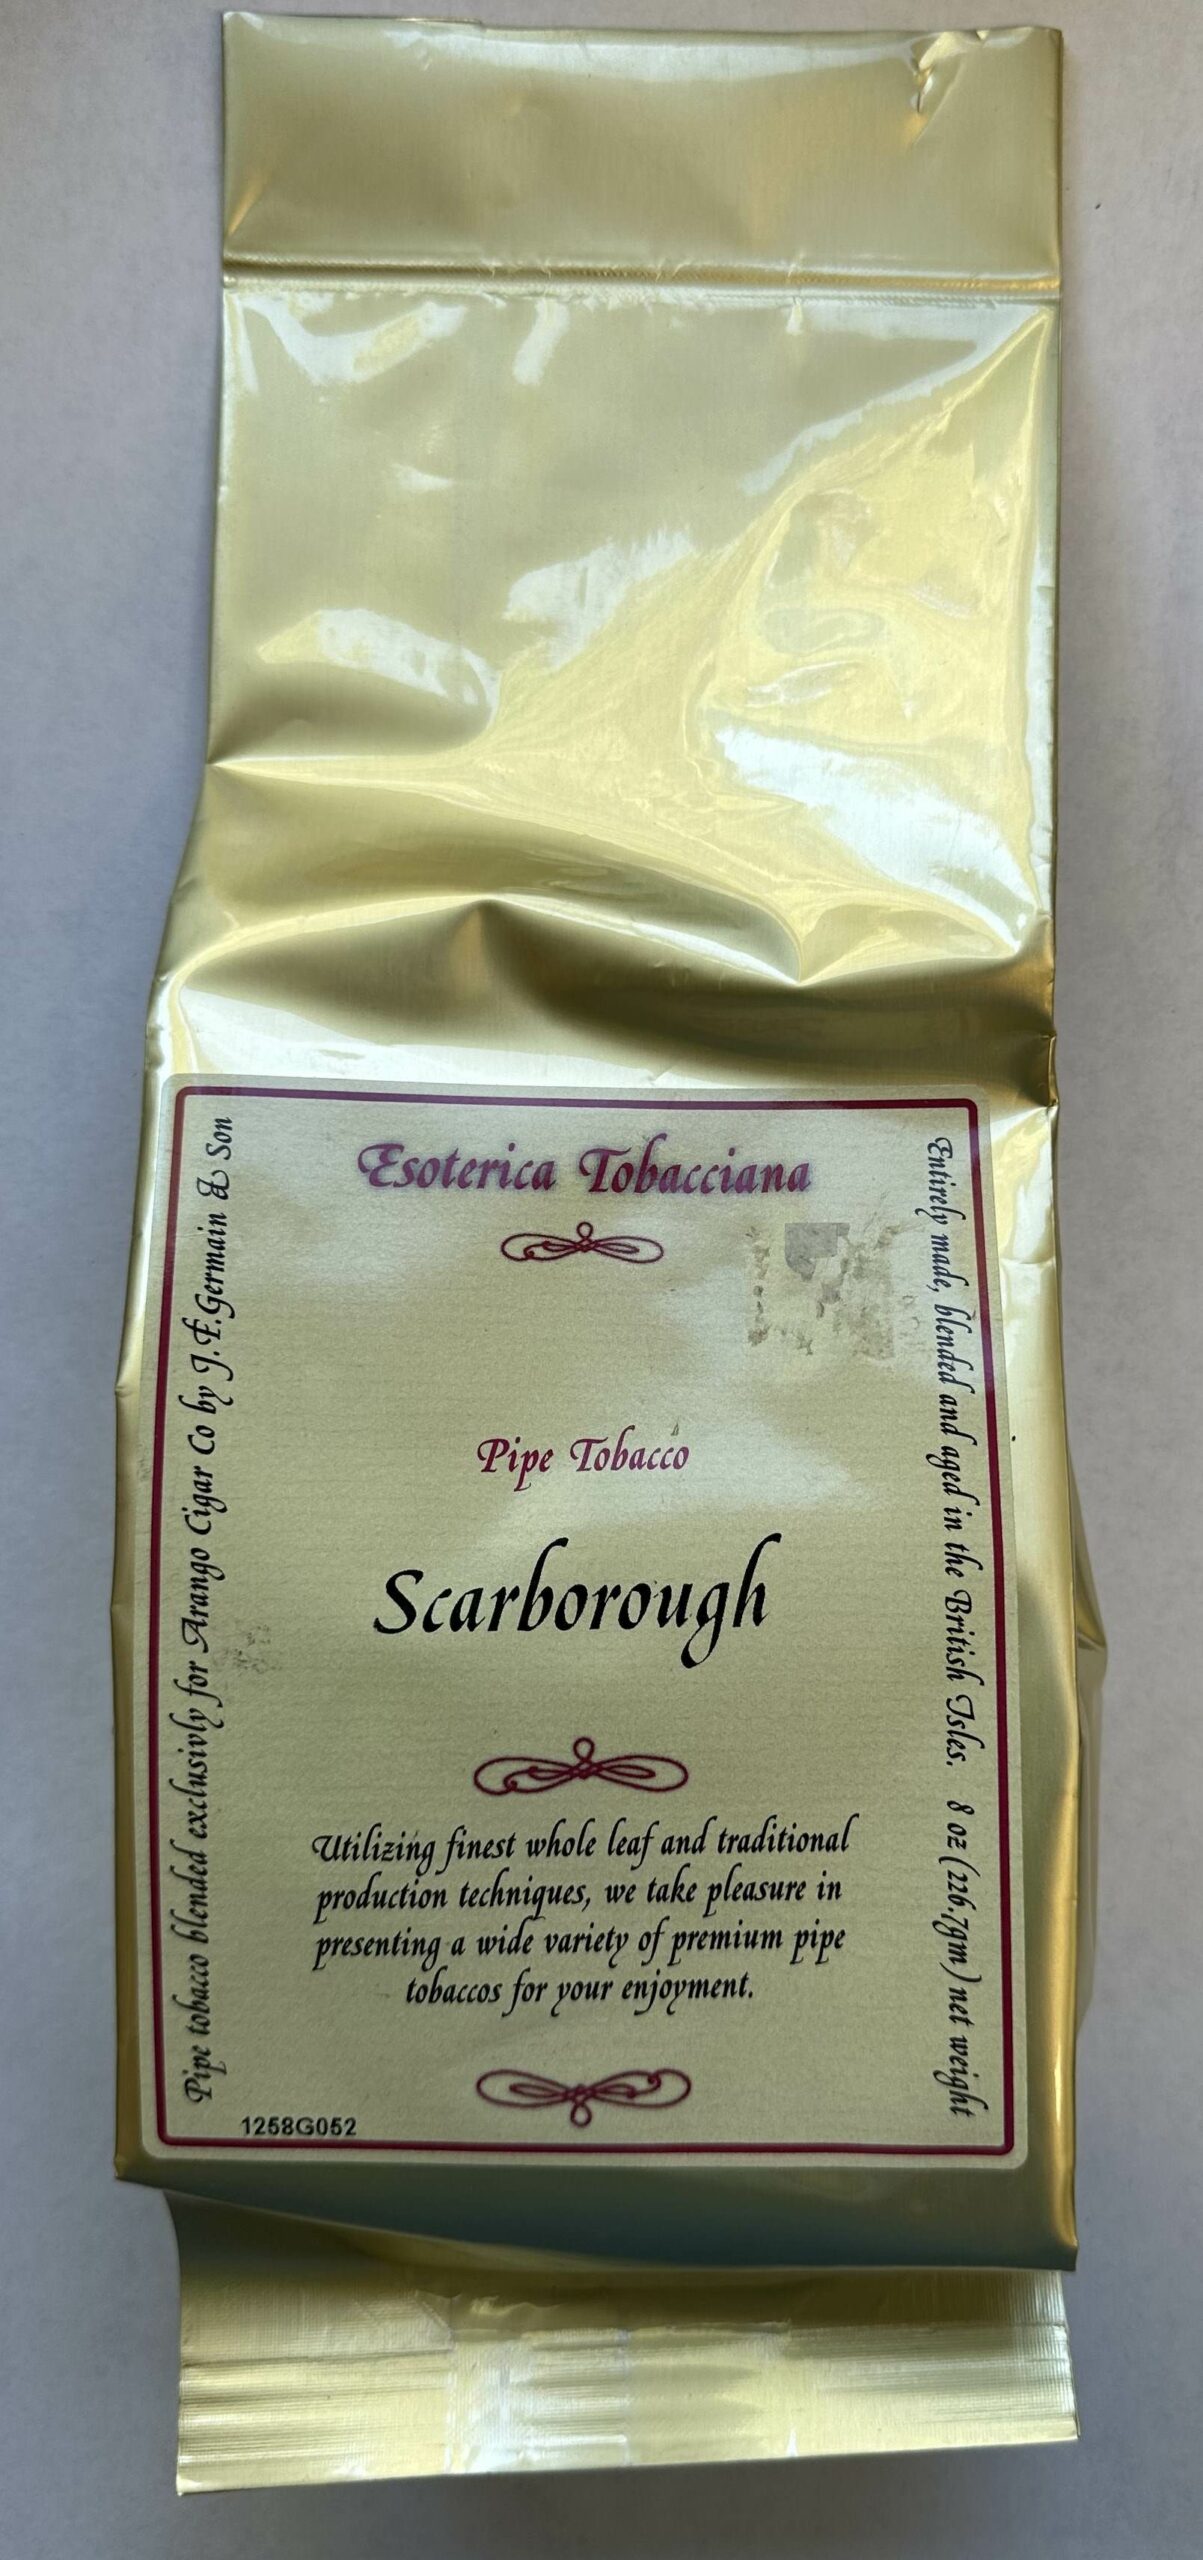 Esoterica Tobacciana
Pipe Tobacco
Scarborough
Utilizing finest whole leaf and traditional
production techniques, we take pleasure in
presenting a wide variety of premium pipe
tobaccos for your enjoyment.
1258G052
Pipe tobacco blended exclusivly for Arango Cigar Co by J.F.Germain & Son
Entirely made, blended and aged in the British Isles. 8 oz (226.7gm) net weight